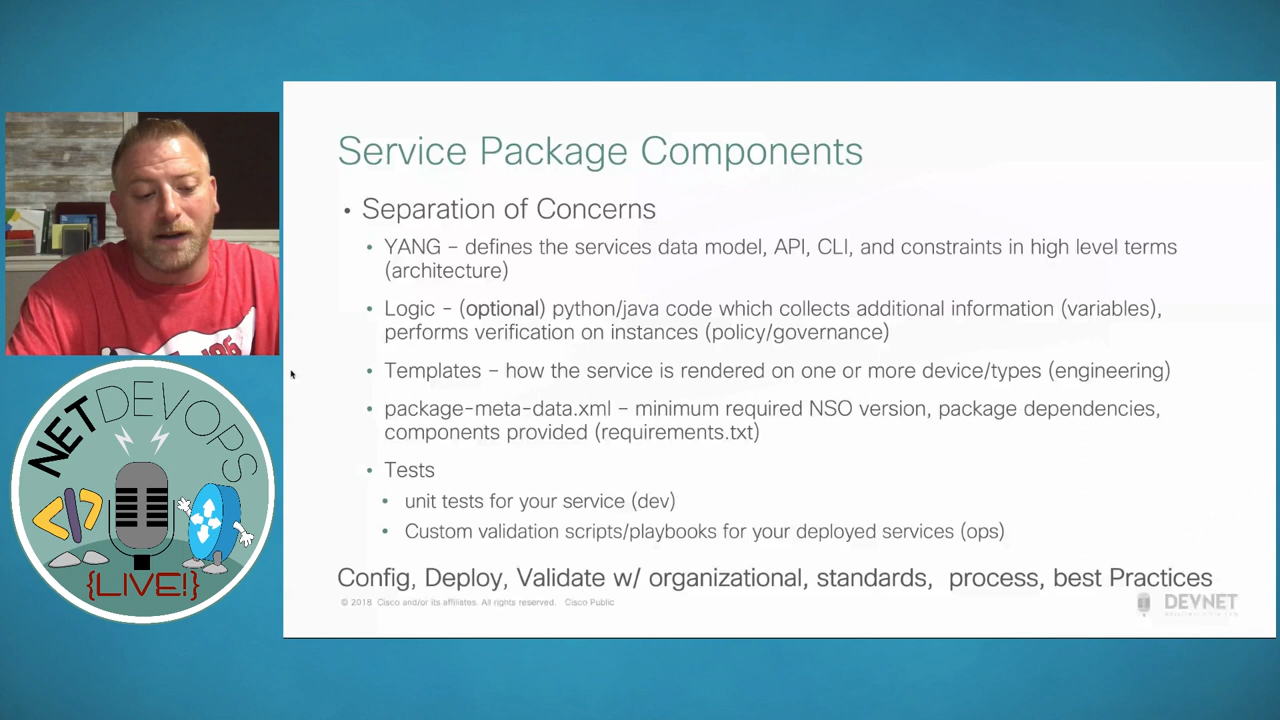 Service Package Components
• Separation of Concerns
• YANG – defines the services data model, API, CLI, and constraints in high level terms
(architecture)
• Logic – (optional) python/java code which collects additional information (variables),
performs verification on instances (policy/governance)
• Templates – how the service is rendered on one or more device/types (engineering)
• package-meta-data.xml – minimum required NSO version, package dependencies,
components provided (requirements.txt)
• Tests
• unit tests for your service (dev)
• Custom validation scripts/playbooks for your deployed services (ops)
Config, Deploy, Validate w/ organizational, standards,  process, best Practices
© 2018  Cisco and/or its affiliates. All rights reserved.   Cisco Public
DEVNET
NETDEVOPS
</>
{LIVE!}